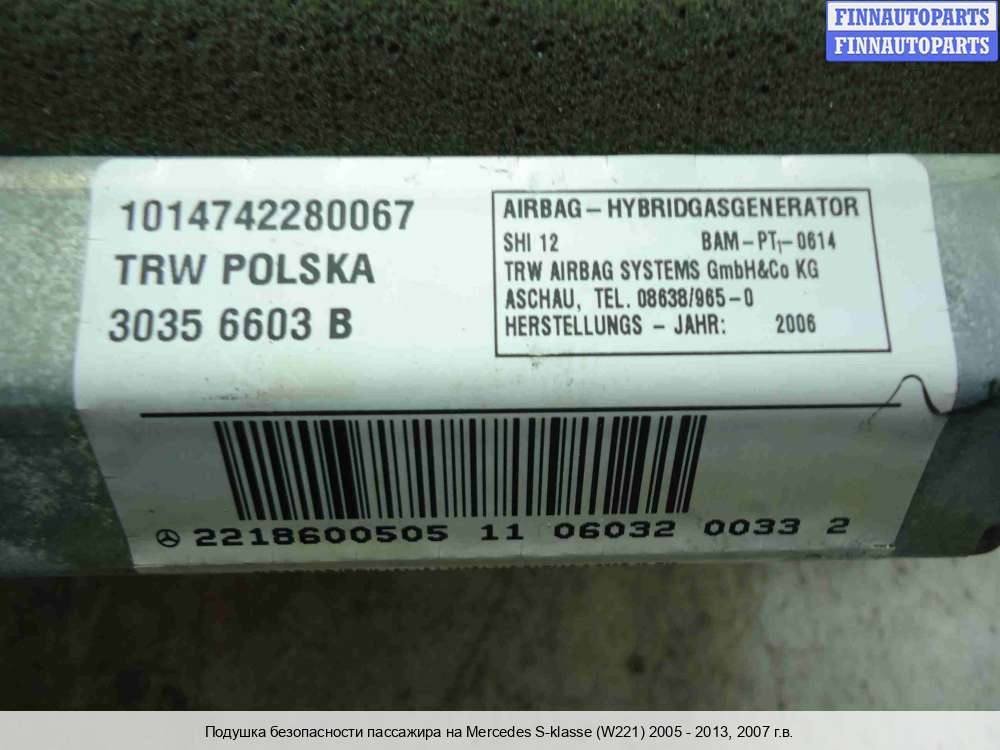 FINNAUTOPARTS
FINNAUTOPARTS
1014742280067
TRW POLSKA
3035 6603 B
AIRBAG – HYBRIDGASGENERATOR
SHI 12 BAM – PT₁ – 0614
TRW AIRBAG SYSTEMS GmbH&Co KG
ASCHAU, TEL. 08638/965 – 0
HERSTELLUNGS – JAHR: 2006
2218600505 11 06032 0033 2
Подушка безопасности пассажира на Mercedes S-klasse (W221) 2005 - 2013, 2007 г.в.